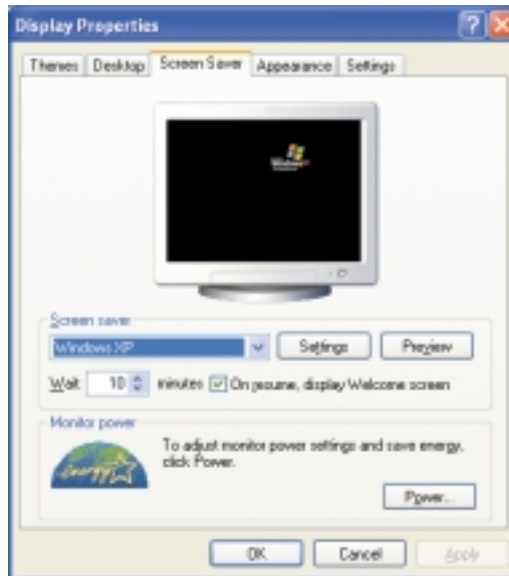 Display Properties
Themes Desktop Screen Saver Appearance Settings
Windows
Screen saver
Windows XP Settings Preview
Wait 10 minutes On resume, display Welcome screen
Monitor power
To adjust monitor power settings and save energy,
click Power.
energy
Power...
OK Cancel Apply